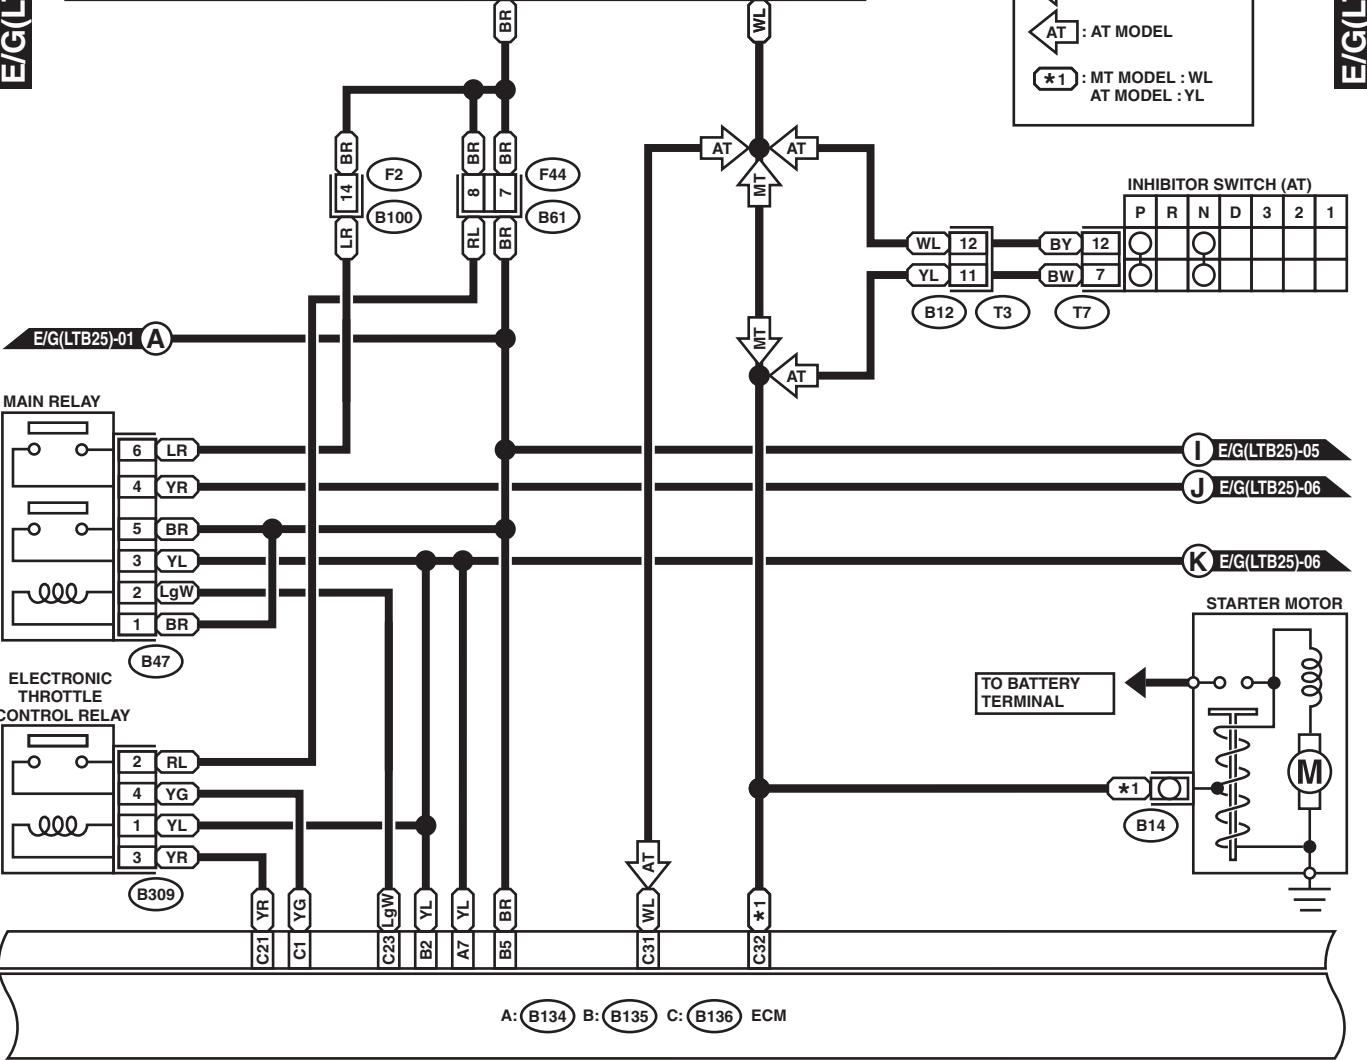 E/G(LT
E/G(LT
BR
WL
AT : AT MODEL
*1 : MT MODEL : WL
AT MODEL : YL
BR BR BR
14 F2
8 7 F44
B100 B61
LR RL BR
AT AT
MT
INHIBITOR SWITCH (AT)
P R N D 3 2 1
WL 12 BY 12
YL 11 BW 7
B12 T3 T7
E/G(LTB25)-01 A
MT
AT
MAIN RELAY
6 LR
I E/G(LTB25)-05
4 YR
J E/G(LTB25)-06
5 BR
3 YL
K E/G(LTB25)-06
2 LgW
1 BR
B47
STARTER MOTOR
TO BATTERY
TERMINAL
M
*1
B14
ELECTRONIC
THROTTLE
CONTROL RELAY
2 RL
4 YG
1 YL
3 YR
B309
AT
YR YG LgW YL YL BR WL *1
C21 C1 C23 B2 A7 B5 C31 C32
A: B134 B: B135 C: B136 ECM